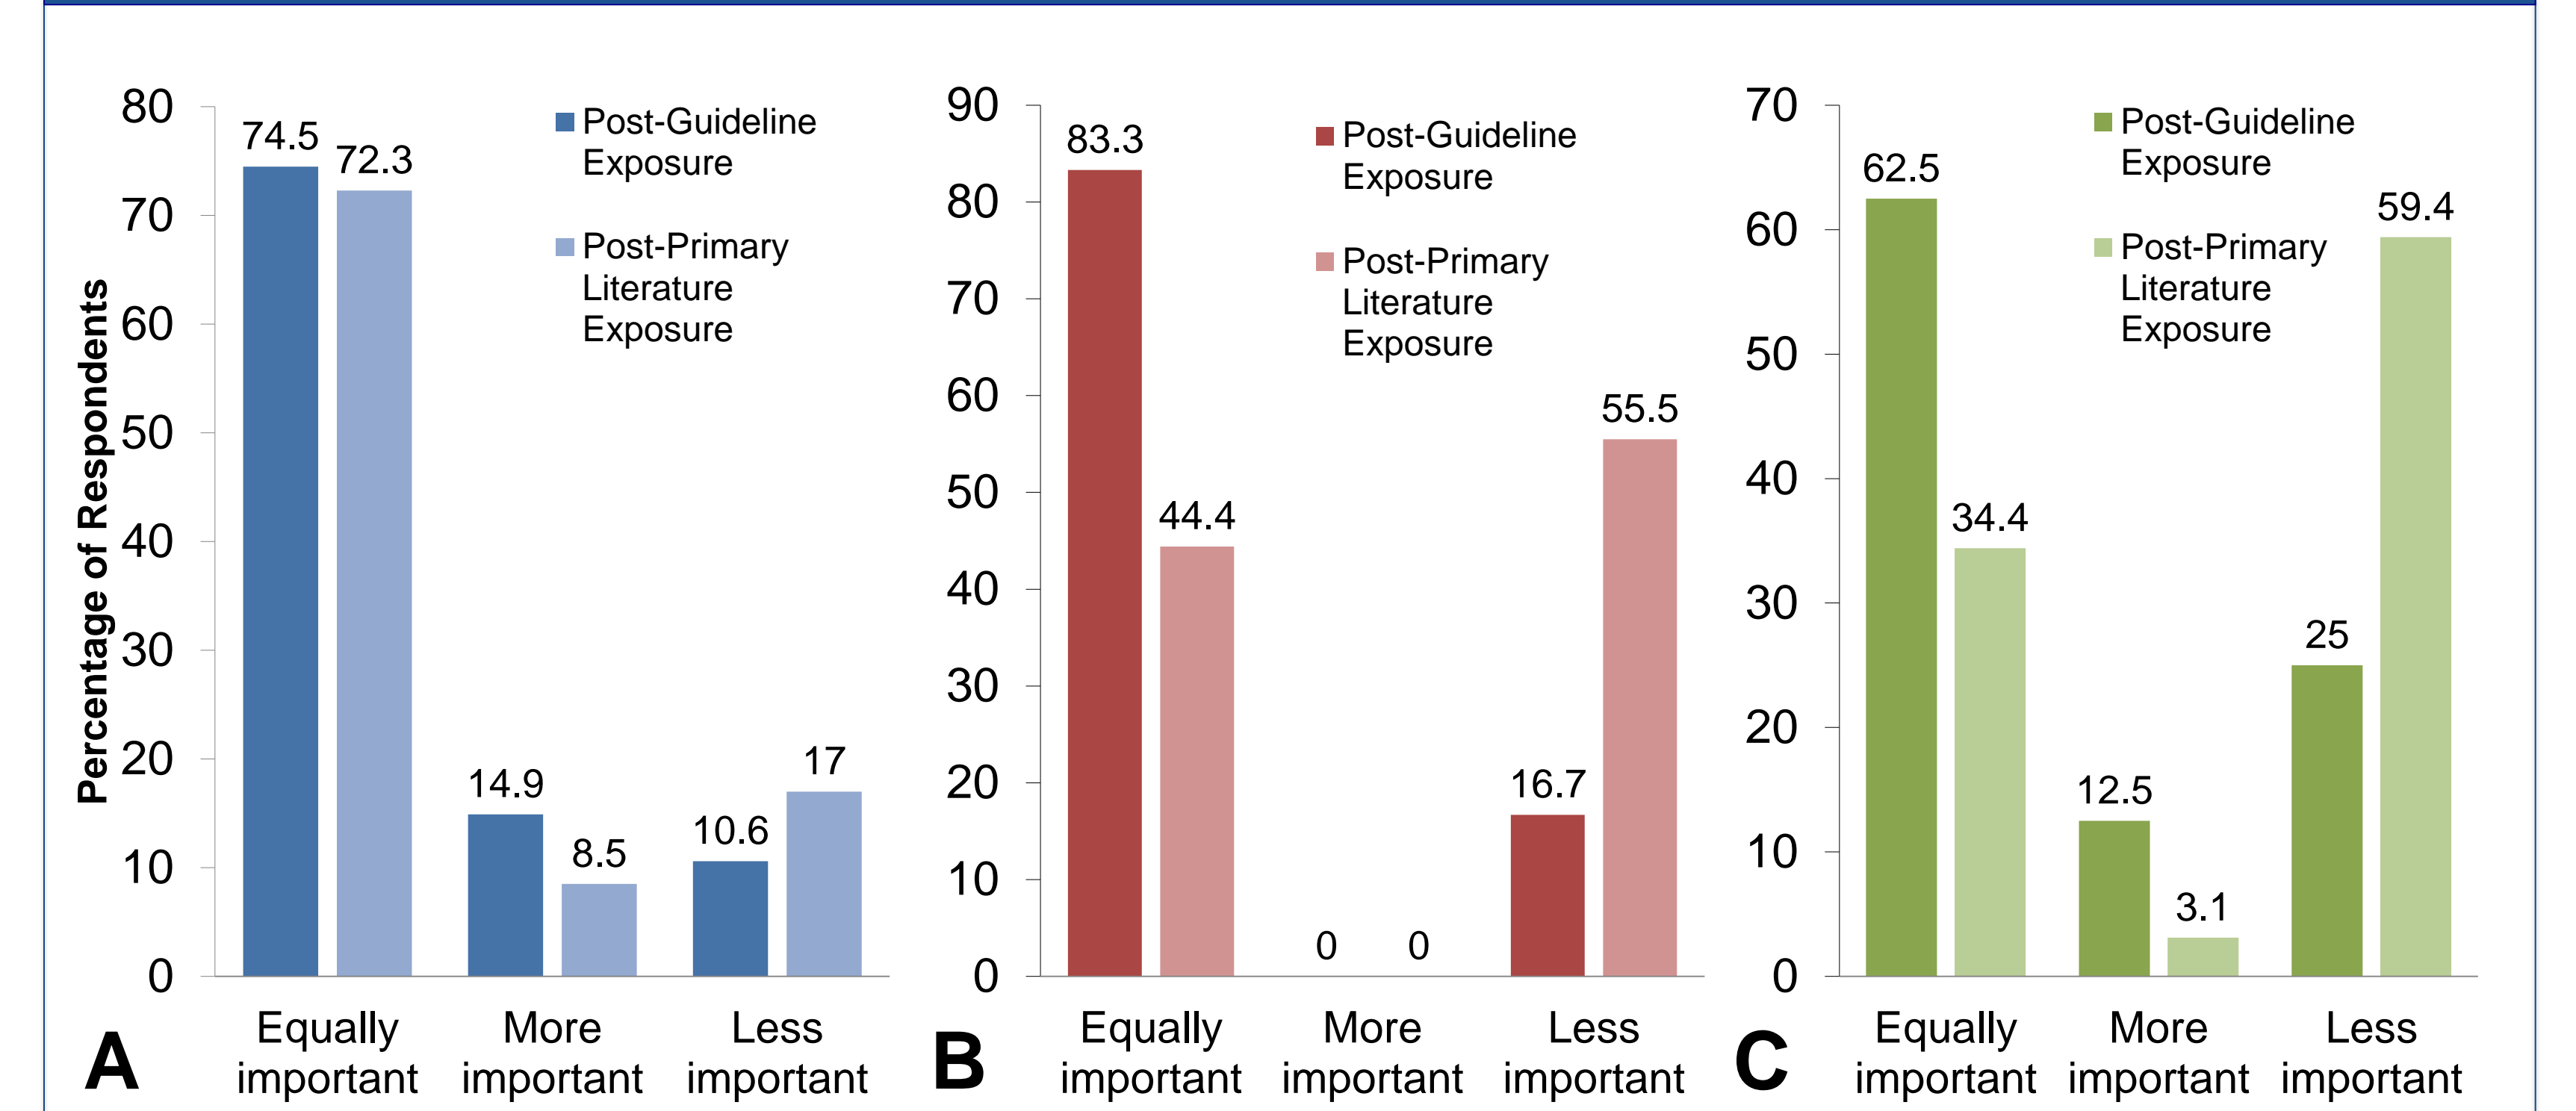 Percentage of Respondents
80
70
60
50
40
30
20
10
0
74.5
72.3
14.9
8.5
10.6
17
Post-Guideline
Exposure
Post-Primary
Literature
Exposure
Equally
important
More
important
Less
important
A
90
80
70
60
50
40
30
20
10
0
83.3
44.4
0
0
16.7
55.5
Post-Guideline
Exposure
Post-Primary
Literature
Exposure
Equally
important
More
important
Less
important
B
70
60
50
40
30
20
10
0
62.5
34.4
12.5
3.1
25
59.4
Post-Guideline
Exposure
Post-Primary
Literature
Exposure
Equally
important
More
important
Less
important
C